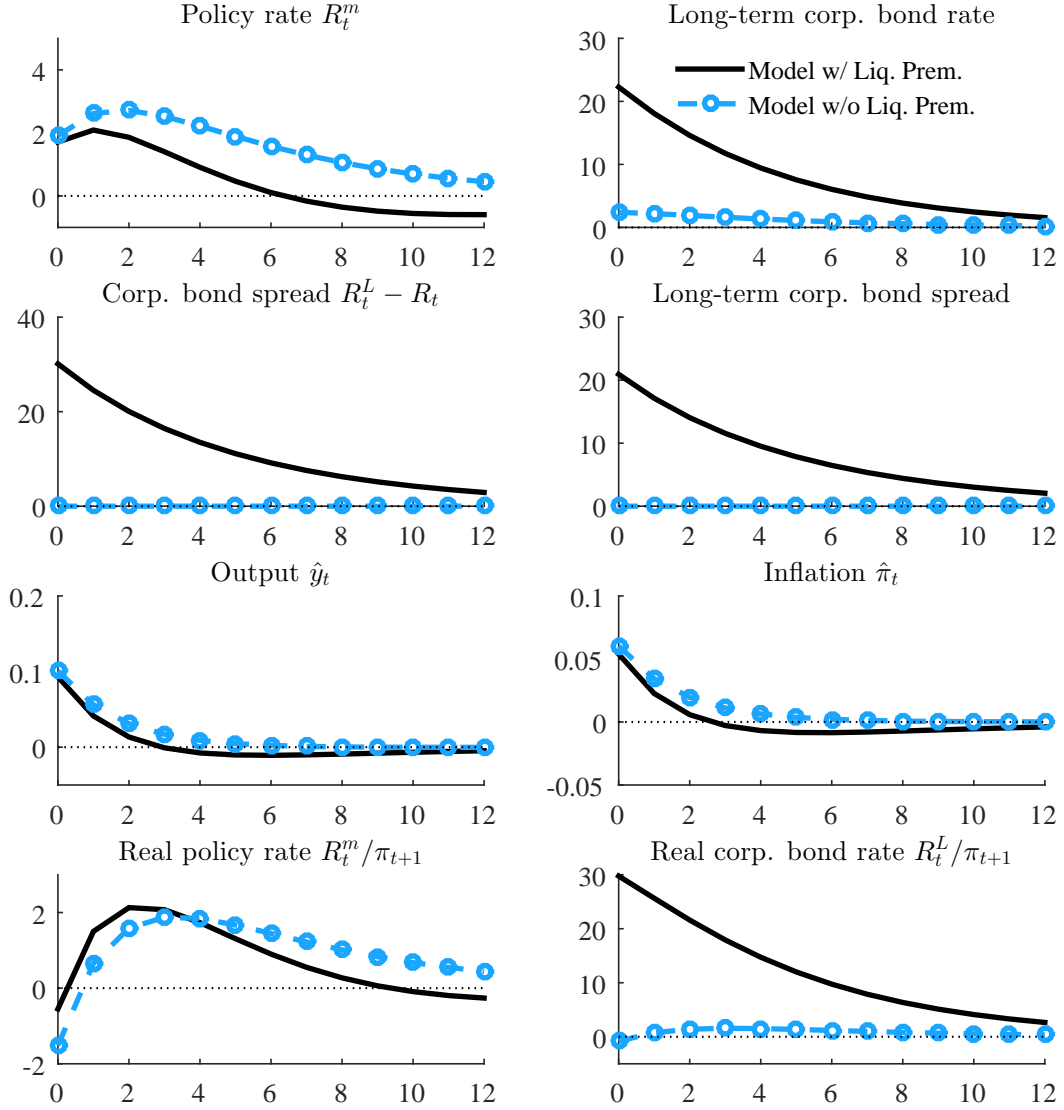 Policy rate $R_t^m$
4
2
0
0 2 4 6 8 10 12
Long-term corp. bond rate
30
20
10
0
0 2 4 6 8 10 12
Model w/ Liq. Prem.
Model w/o Liq. Prem.
Corp. bond spread $R_t^L - R_t$
40
20
0
0 2 4 6 8 10 12
Long-term corp. bond spread
30
20
10
0
0 2 4 6 8 10 12
Output $\hat{y}_t$
0.2
0.1
0
0 2 4 6 8 10 12
Inflation $\hat{\pi}_t$
0.1
0.05
0
-0.05
0 2 4 6 8 10 12
Real policy rate $R_t^m/\pi_{t+1}$
2
0
-2
0 2 4 6 8 10 12
Real corp. bond rate $R_t^L/\pi_{t+1}$
30
20
10
0
0 2 4 6 8 10 12